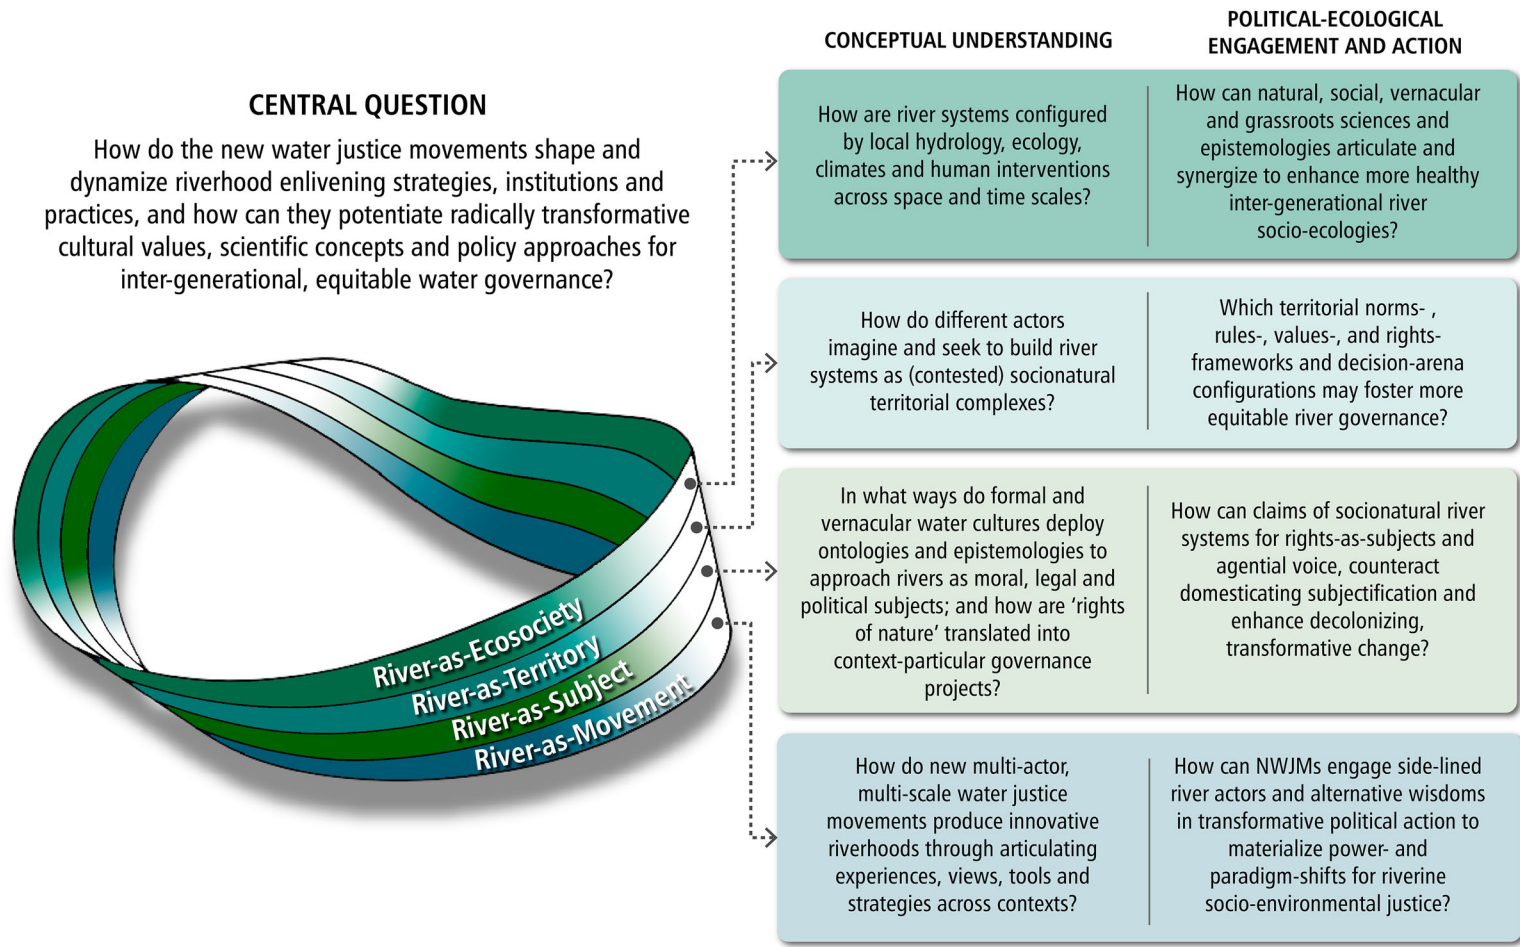 CENTRAL QUESTION
How do the new water justice movements shape and
dynamize riverhood enlivening strategies, institutions and
practices, and how can they potentiate radically transformative
cultural values, scientific concepts and policy approaches for
inter-generational, equitable water governance?
River-as-Ecosociety
River-as-Territory
River-as-Subject
River-as-Movement
CONCEPTUAL UNDERSTANDING
POLITICAL-ECOLOGICAL
ENGAGEMENT AND ACTION
How are river systems configured
by local hydrology, ecology,
climates and human interventions
across space and time scales?
How can natural, social, vernacular
and grassroots sciences and
epistemologies articulate and
synergize to enhance more healthy
inter-generational river
socio-ecologies?
How do different actors
imagine and seek to build river
systems as (contested) socionatural
territorial complexes?
Which territorial norms- ,
rules-, values-, and rights-
frameworks and decision-arena
configurations may foster more
equitable river governance?
In what ways do formal and
vernacular water cultures deploy
ontologies and epistemologies to
approach rivers as moral, legal and
political subjects; and how are ‘rights
of nature’ translated into
context-particular governance
projects?
How can claims of socionatural river
systems for rights-as-subjects and
agential voice, counteract
domesticating subjectification and
enhance decolonizing,
transformative change?
How do new multi-actor,
multi-scale water justice
movements produce innovative
riverhoods through articulating
experiences, views, tools and
strategies across contexts?
How can NWJMs engage side-lined
river actors and alternative wisdoms
in transformative political action to
materialize power- and
paradigm-shifts for riverine
socio-environmental justice?